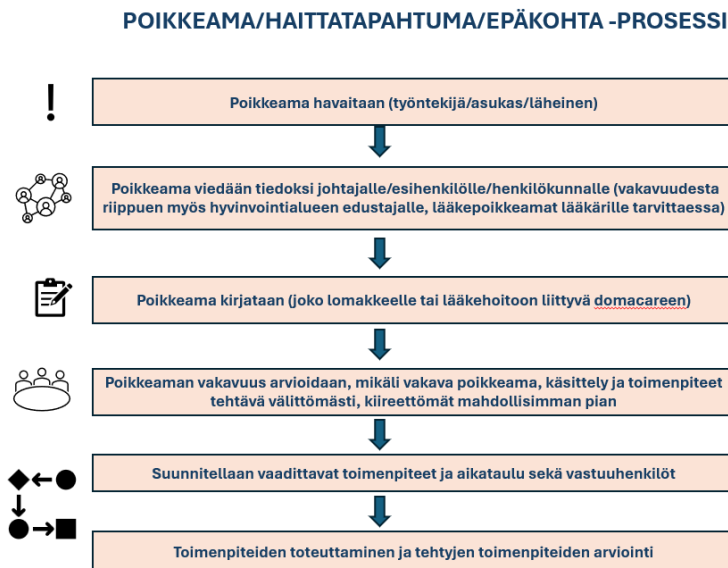 POIKKEAMA/HAITTATAPAHTUMA/EPÄKOHTA -PROSESSI
Poikkeama havaitaan (työntekijä/asukas/läheinen)
Poikkeama viedään tiedoksi johtajalle/esihenkilölle/henkilökunnalle (vakavuudesta
riippuen myös hyvinvointialueen edustajalle, lääkepoikkeamat lääkärille tarvittaessa)
Poikkeama kirjataan (joko lomakkeelle tai lääkehoitoon liittyvä domacareen)
Poikkeaman vakavuus arvioidaan, mikäli vakava poikkeama, käsittely ja toimenpiteet
tehtävä välittömästi, kiireettömät mahdollisimman pian
Suunnitellaan vaadittavat toimenpiteet ja aikataulu sekä vastuuhenkilöt
Toimenpiteiden toteuttaminen ja tehtyjen toimenpiteiden arviointi